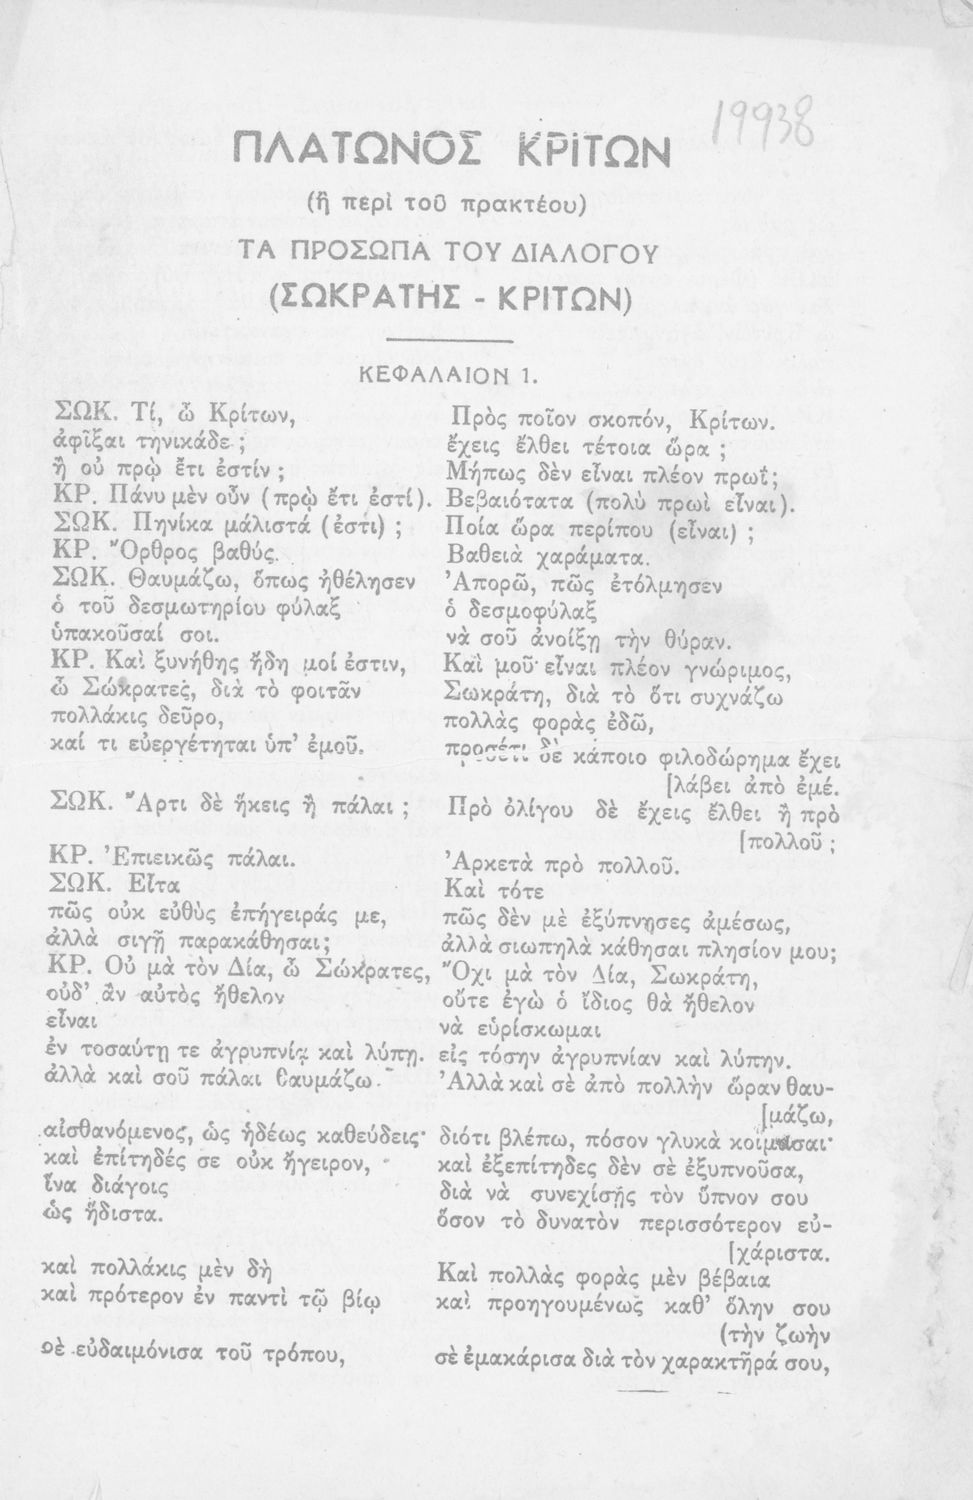 19938
ΠΛΑΤΩΝΟΣ ΚΡΙΤΩΝ
(ἢ περὶ τοῦ πρακτέου)
ΤΑ ΠΡΟΣΩΠΑ ΤΟΥ ΔΙΑΛΟΓΟΥ
(ΣΩΚΡΑΤΗΣ - ΚΡΙΤΩΝ)
ΚΕΦΑΛΑΙΟΝ 1.
ΣΩΚ. Τί, ὦ Κρίτων,
ἀφῖξαι τηνικάδε ;
ἢ οὐ πρῲ ἔτι ἐστίν ;
ΚΡ. Πάνυ μὲν οὖν (πρῲ ἔτι ἐστί).
ΣΩΚ. Πηνίκα μάλιστά (ἐστι) ;
ΚΡ. Ὄρθρος βαθύς.
ΣΩΚ. Θαυμάζω, ὅπως ἠθέλησεν
ὁ τοῦ δεσμωτηρίου φύλαξ
ὑπακοῦσαί σοι.
ΚΡ. Καὶ ξυνήθης ἤδη μοί ἐστιν,
ὦ Σώκρατες, διὰ τὸ φοιτᾶν
πολλάκις δεῦρο,
καί τι εὐεργέτηται ὑπ' ἐμοῦ.
ΣΩΚ. Ἄρτι δὲ ἥκεις ἢ πάλαι ;
ΚΡ. Ἐπιεικῶς πάλαι.
ΣΩΚ. Εἶτα
πῶς οὐκ εὐθὺς ἐπήγειράς με,
ἀλλὰ σιγῇ παρακάθησαι;
ΚΡ. Οὐ μὰ τὸν Δία, ὦ Σώκρατες,
οὐδ' ἂν αὐτὸς ἤθελον
εἶναι
ἐν τοσαύτῃ τε ἀγρυπνίᾳ καὶ λύπῃ.
ἀλλὰ καὶ σοῦ πάλαι θαυμάζω
αἰσθανόμενος, ὡς ἡδέως καθεύδεις·
καὶ ἐπίτηδές σε οὐκ ἤγειρον,
ἵνα διάγοις
ὡς ἥδιστα.
καὶ πολλάκις μὲν δὴ
καὶ πρότερον ἐν παντὶ τῷ βίῳ
σὲ εὐδαιμόνισα τοῦ τρόπου,
Πρὸς ποῖον σκοπόν, Κρίτων.
ἔχεις ἔλθει τέτοια ὥρα ;
Μήπως δὲν εἶναι πλέον πρωΐ;
Βεβαιότατα (πολὺ πρωὶ εἶναι).
Ποία ὥρα περίπου (εἶναι) ;
Βαθειὰ χαράματα.
Ἀπορῶ, πῶς ἐτόλμησεν
ὁ δεσμοφύλαξ
νὰ σοῦ ἀνοίξῃ τὴν θύραν.
Καὶ μοῦ εἶναι πλέον γνώριμος,
Σωκράτη, διὰ τὸ ὅτι συχνάζω
πολλὰς φορὰς ἐδῶ,
προσέτι δὲ κάποιο φιλοδώρημα ἔχει
[λάβει ἀπὸ ἐμέ.
Πρὸ ὀλίγου δὲ ἔχεις ἔλθει ἢ πρὸ
[πολλοῦ ;
Ἀρκετὰ πρὸ πολλοῦ.
Καὶ τότε
πῶς δὲν μὲ ἐξύπνησες ἀμέσως,
ἀλλὰ σιωπηλὰ κάθησαι πλησίον μου;
Ὄχι μὰ τὸν Δία, Σωκράτη,
οὔτε ἐγὼ ὁ ἴδιος θὰ ἤθελον
νὰ εὑρίσκωμαι
εἰς τόσην ἀγρυπνίαν καὶ λύπην.
Ἀλλὰ καὶ σὲ ἀπὸ πολλὴν ὥραν θαυ-
[μάζω,
διότι βλέπω, πόσον γλυκὰ κοιμᾶσαι·
καὶ ἐξεπίτηδες δὲν σὲ ἐξυπνοῦσα,
διὰ νὰ συνεχίσῃς τὸν ὕπνον σου
ὅσον τὸ δυνατὸν περισσότερον εὐ-
[χάριστα.
Καὶ πολλὰς φορὰς μὲν βέβαια
καὶ προηγουμένως καθ' ὅλην σου
(τὴν ζωὴν
σὲ ἐμακάρισα διὰ τὸν χαρακτῆρά σου,